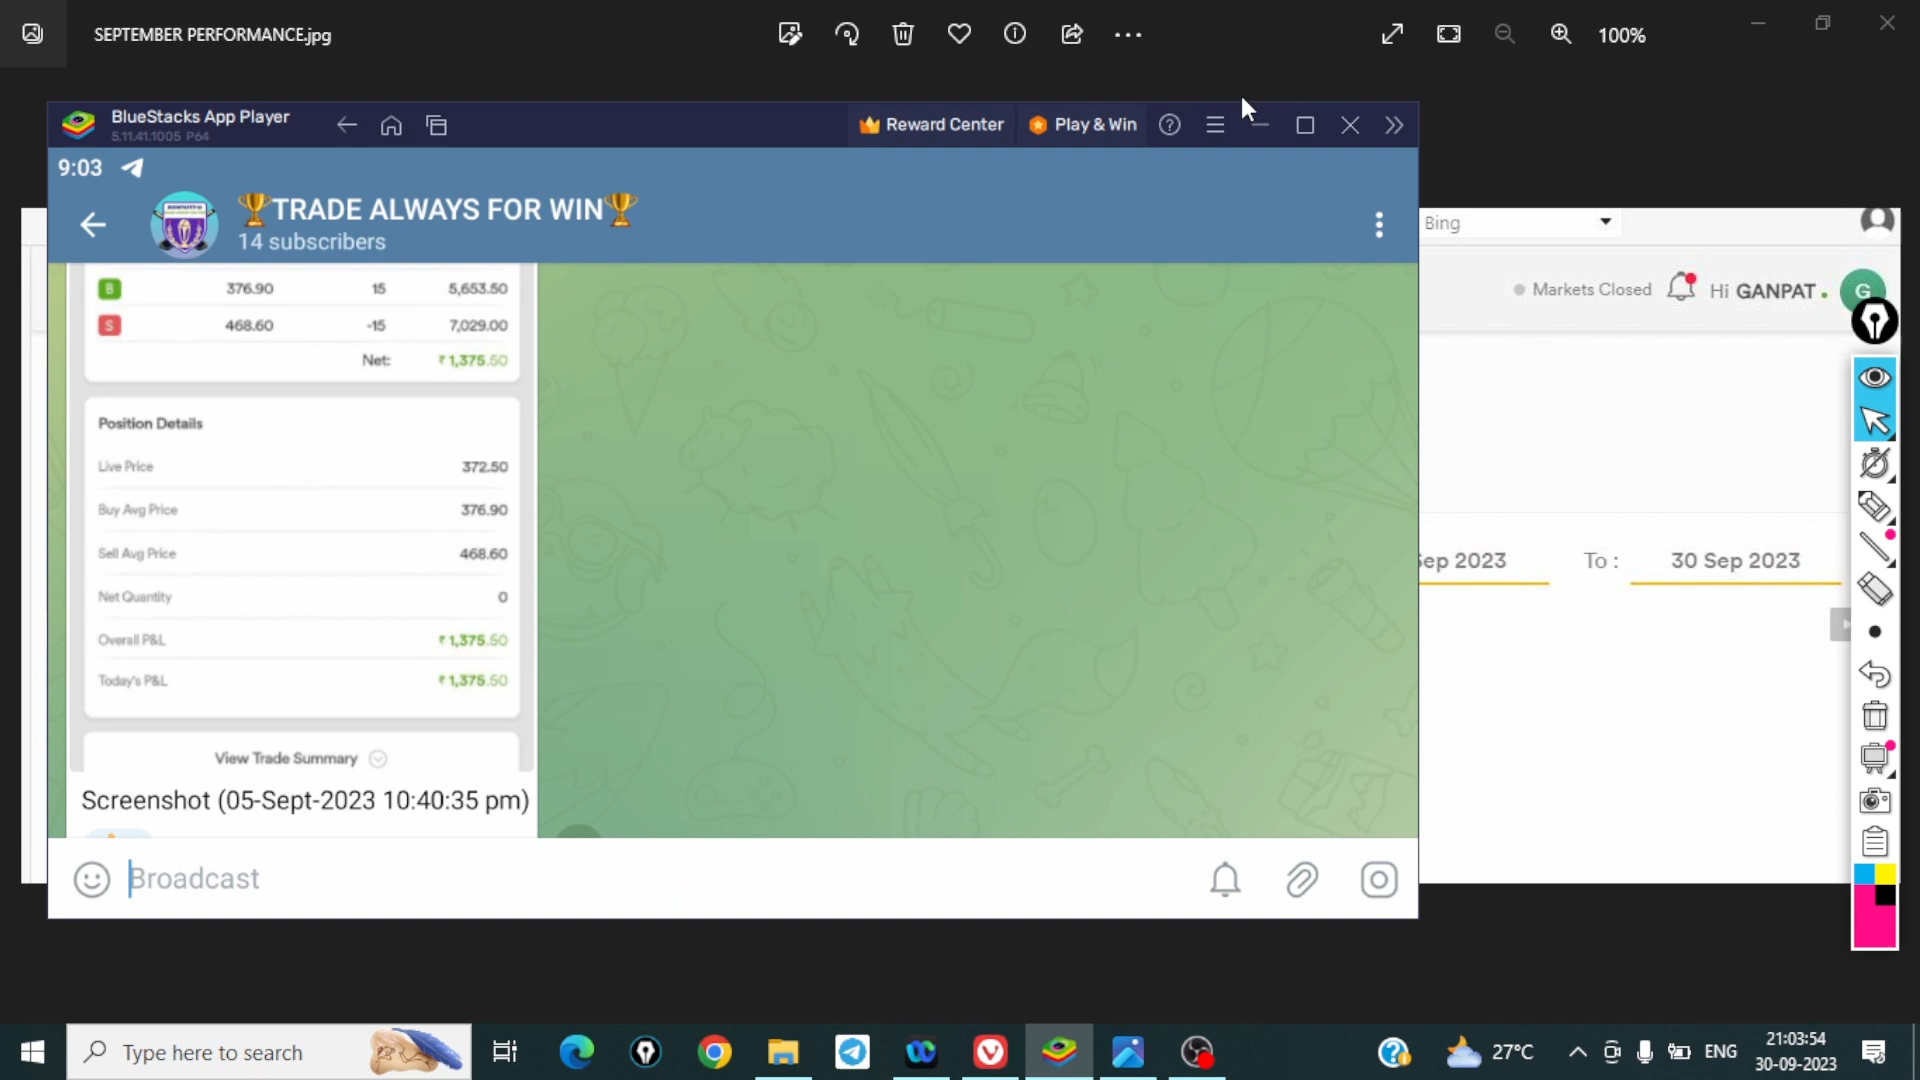 SEPTEMBER PERFORMANCE.jpg
100%
BlueStacks App Player
5.11.41.1005 P64
Reward Center
Play & Win
9:03
🏆TRADE ALWAYS FOR WIN🏆
14 subscribers
B 376.90 15 5,653.50
S 468.60 -15 7,029.00
Net: ₹1,375.50
Position Details
Live Price 372.50
Buy Avg Price 376.90
Sell Avg Price 468.60
Net Quantity 0
Overall P&L ₹1,375.50
Today's P&L ₹1,375.50
View Trade Summary
Screenshot (05-Sept-2023 10:40:35 pm)
Broadcast
Bing
Markets Closed
Hi GANPAT.
G
Sep 2023 To : 30 Sep 2023
Type here to search
27°C
ENG
21:03:54
30-09-2023